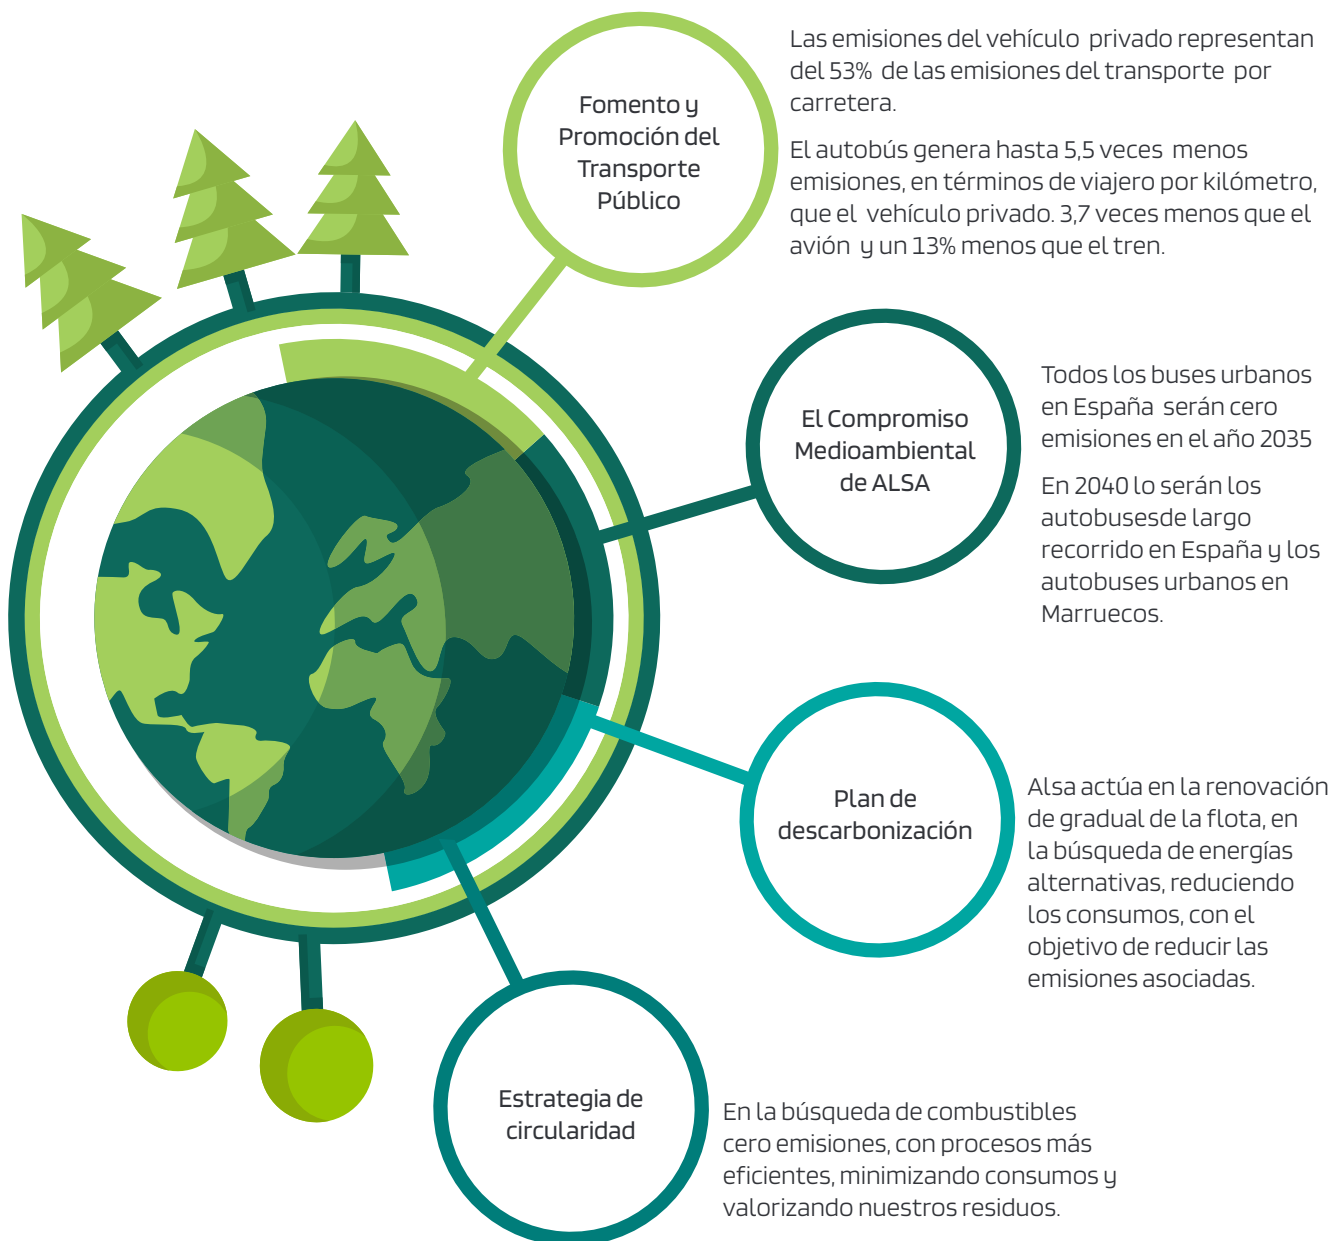 Fomento y
Promoción del
Transporte
Público
Las emisiones del vehículo privado representan
del 53% de las emisiones del transporte por
carretera.
El autobús genera hasta 5,5 veces menos
emisiones, en términos de viajero por kilómetro,
que el vehículo privado. 3,7 veces menos que el
avión y un 13% menos que el tren.
El Compromiso
Medioambiental
de ALSA
Todos los buses urbanos
en España serán cero
emisiones en el año 2035
En 2040 lo serán los
autobusesde largo
recorrido en España y los
autobuses urbanos en
Marruecos.
Plan de
descarbonización
Alsa actúa en la renovación
de gradual de la flota, en
la búsqueda de energías
alternativas, reduciendo
los consumos, con el
objetivo de reducir las
emisiones asociadas.
Estrategia de
circularidad
En la búsqueda de combustibles
cero emisiones, con procesos más
eficientes, minimizando consumos y
valorizando nuestros residuos.